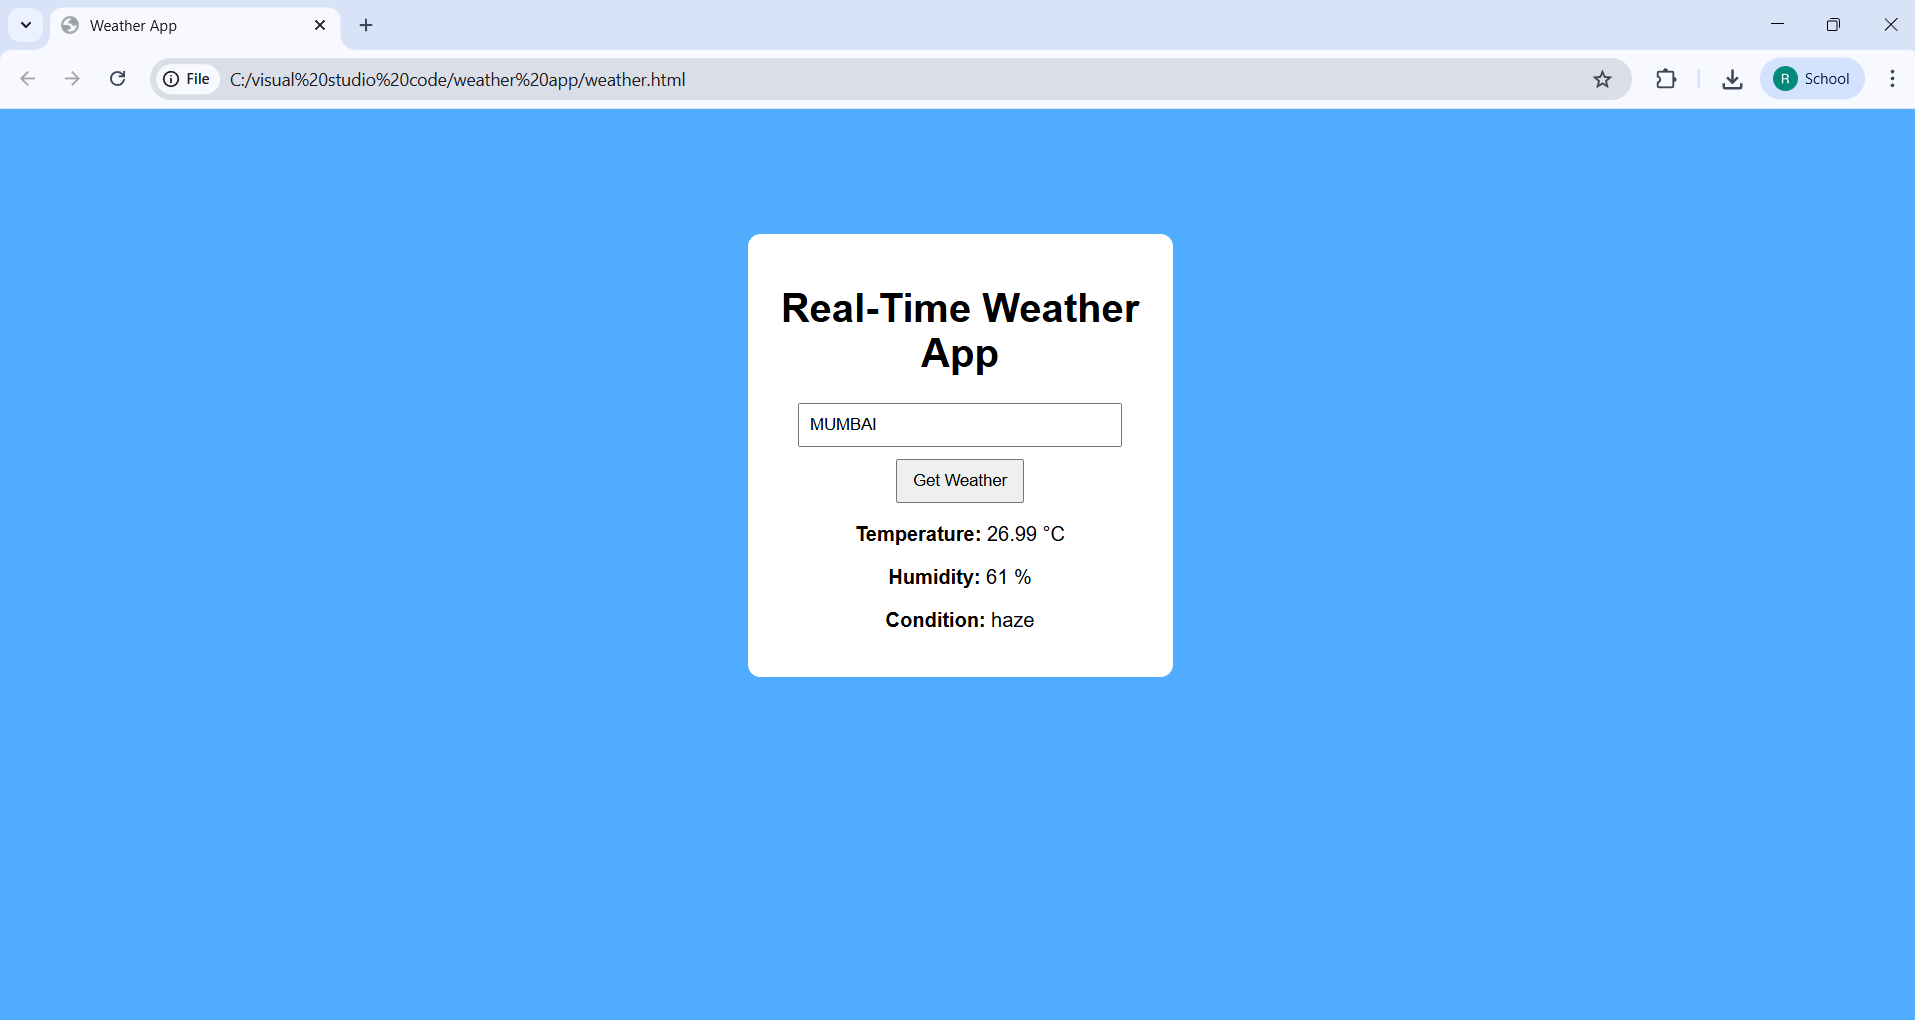 Weather App
File
C:/visual%20studio%20code/weather%20app/weather.html
R
School
Real-Time Weather
App
MUMBAI
Get Weather
Temperature: 26.99 °C
Humidity: 61 %
Condition: haze